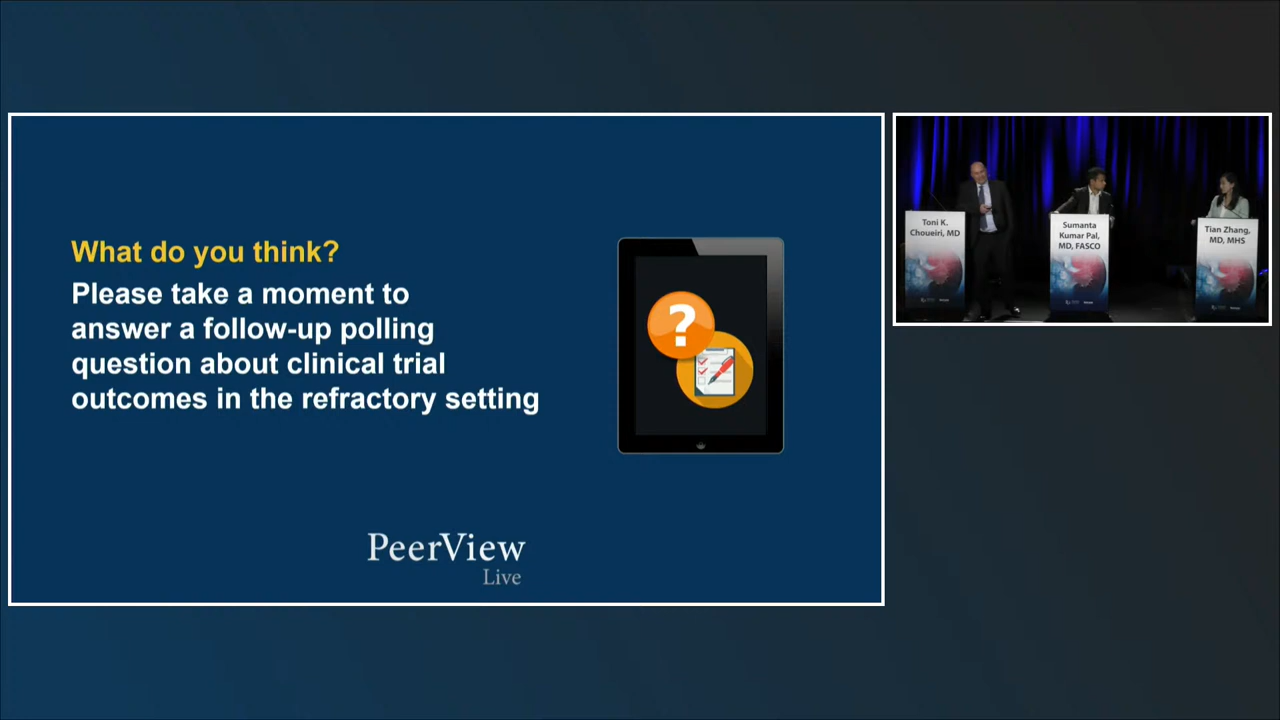 What do you think?
Please take a moment to
answer a follow-up polling
question about clinical trial
outcomes in the refractory setting
?
PeerView
Live
Toni K.
Choueiri, MD
Sumanta
Kumar Pal,
MD, FASCO
Tian Zhang,
MD, MHS